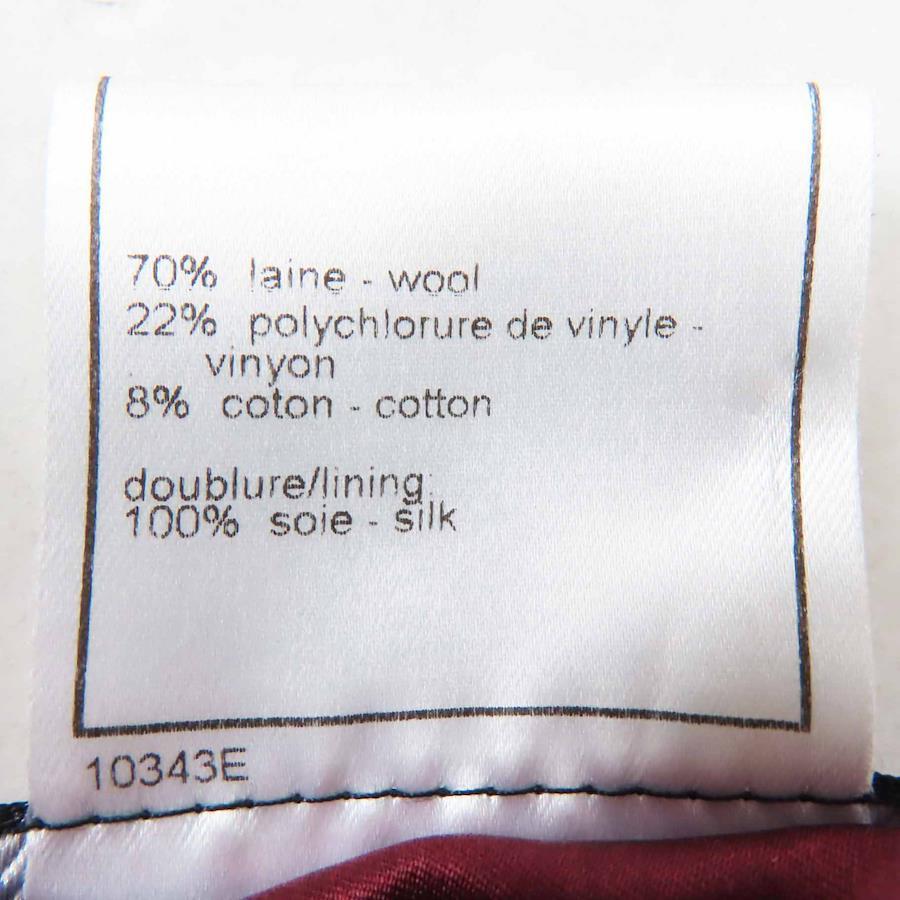 70% laine - wool
22% polychlorure de vinyle -
vinyon
8% coton - cotton
doublure/lining:
100% soie - silk
10343E